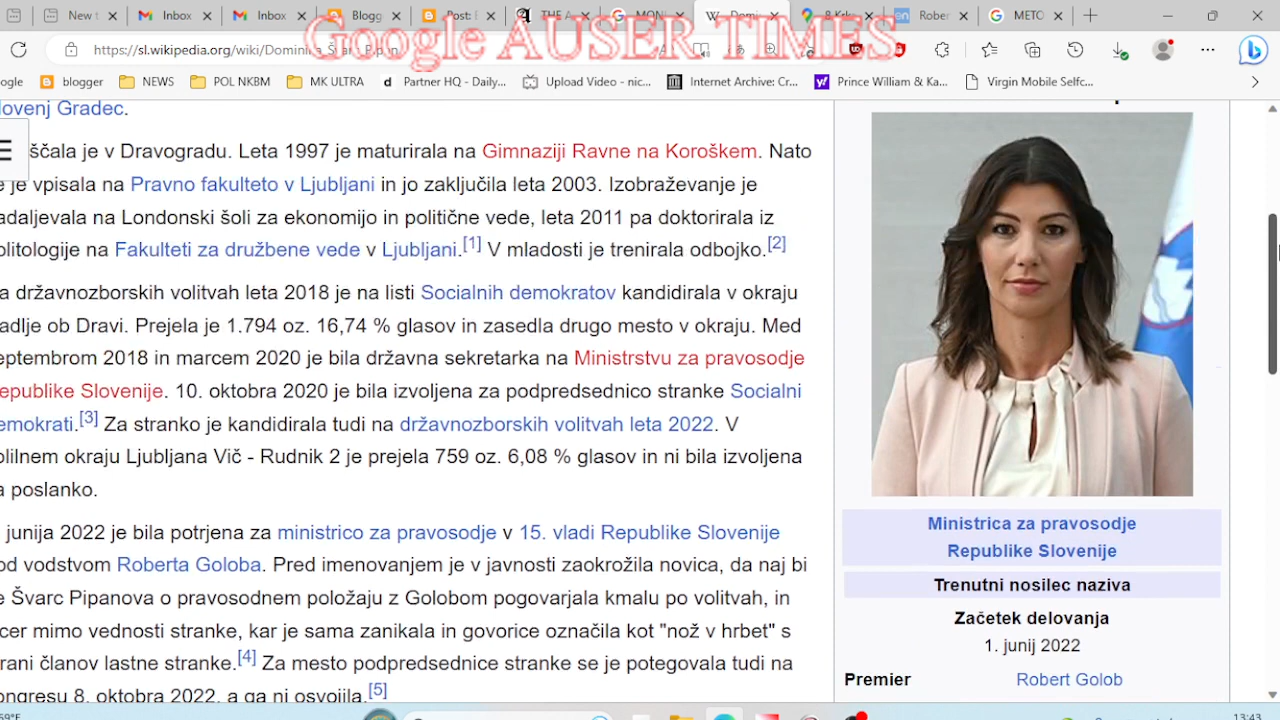 New t
Inbox
Inbox
Blogg
Post: E
THE A
MONI
Domi
8 Kels
Rober
METO
Google AUSER TIMES
https://sl.wikipedia.org/wiki/Dominika_Švarc_Pipan
ogle
blogger
NEWS
POL NKBM
MK ULTRA
Partner HQ - Daily...
Upload Video - nic...
Internet Archive: Cr...
Prince William & Ka...
Virgin Mobile Selfc...
lovenj Gradec.
ščala je v Dravogradu. Leta 1997 je maturirala na Gimnaziji Ravne na Koroškem. Nato
e je vpisala na Pravno fakulteto v Ljubljani in jo zaključila leta 2003. Izobraževanje je
adaljevala na Londonski šoli za ekonomijo in politične vede, leta 2011 pa doktorirala iz
olitologije na Fakulteti za družbene vede v Ljubljani.[1] V mladosti je trenirala odbojko.[2]
a državnozborskih volitvah leta 2018 je na listi Socialnih demokratov kandidirala v okraju
adlje ob Dravi. Prejela je 1.794 oz. 16,74 % glasov in zasedla drugo mesto v okraju. Med
eptembrom 2018 in marcem 2020 je bila državna sekretarka na Ministrstvu za pravosodje
epublike Slovenije. 10. oktobra 2020 je bila izvoljena za podpredsednico stranke Socialni
emokrati.[3] Za stranko je kandidirala tudi na državnozborskih volitvah leta 2022. V
olilnem okraju Ljubljana Vič - Rudnik 2 je prejela 759 oz. 6,08 % glasov in ni bila izvoljena
a poslanko.
junija 2022 je bila potrjena za ministrico za pravosodje v 15. vladi Republike Slovenije
od vodstvom Roberta Goloba. Pred imenovanjem je v javnosti zaokrožila novica, da naj bi
e Švarc Pipanova o pravosodnem položaju z Golobom pogovarjala kmalu po volitvah, in
icer mimo vednosti stranke, kar je sama zanikala in govorice označila kot "nož v hrbet" s
rani članov lastne stranke.[4] Za mesto podpredsednice stranke se je potegovala tudi na
ongresu 8. oktobra 2022, a ga ni osvojila.[5]
Ministrica za pravosodje
Republike Slovenije
Trenutni nosilec naziva
Začetek delovanja
1. junij 2022
Premier Robert Golob
59°F
13:43